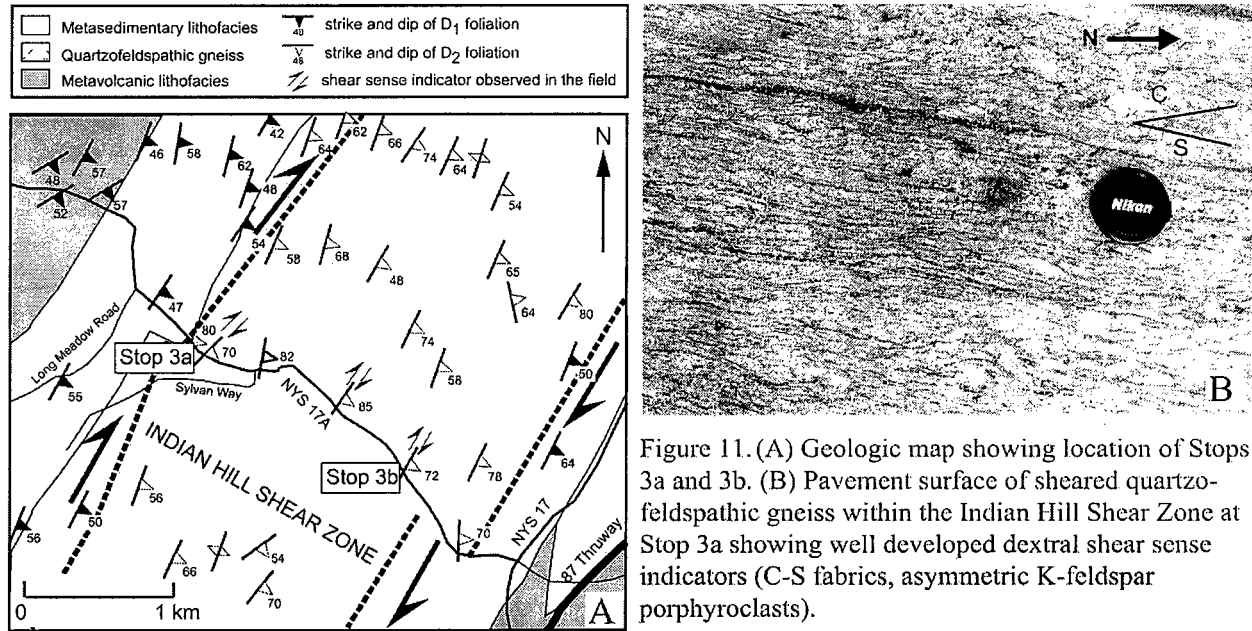 Metasedimentary lithofacies
Quartzofeldspathic gneiss
Metavolcanic lithofacies
40 strike and dip of D1 foliation
46 strike and dip of D2 foliation
shear sense indicator observed in the field
N
42
46
58
62
48
54
49
57
52
57
64
62
66
74
64
54
58
68
48
65
64
80
47
Long Meadow Road
55
Stop 3a
80
70
Sylvan Way
82
NYS 17A
85
74
58
50
INDIAN HILL SHEAR ZONE
Stop 3b
72
78
64
56
50
56
66
54
70
70
NYS 17
87 Thruway
0 1 km
A
N
C
S
Nikon
B
Figure 11. (A) Geologic map showing location of Stops
3a and 3b. (B) Pavement surface of sheared quartzo-
feldspathic gneiss within the Indian Hill Shear Zone at
Stop 3a showing well developed dextral shear sense
indicators (C-S fabrics, asymmetric K-feldspar
porphyroclasts).